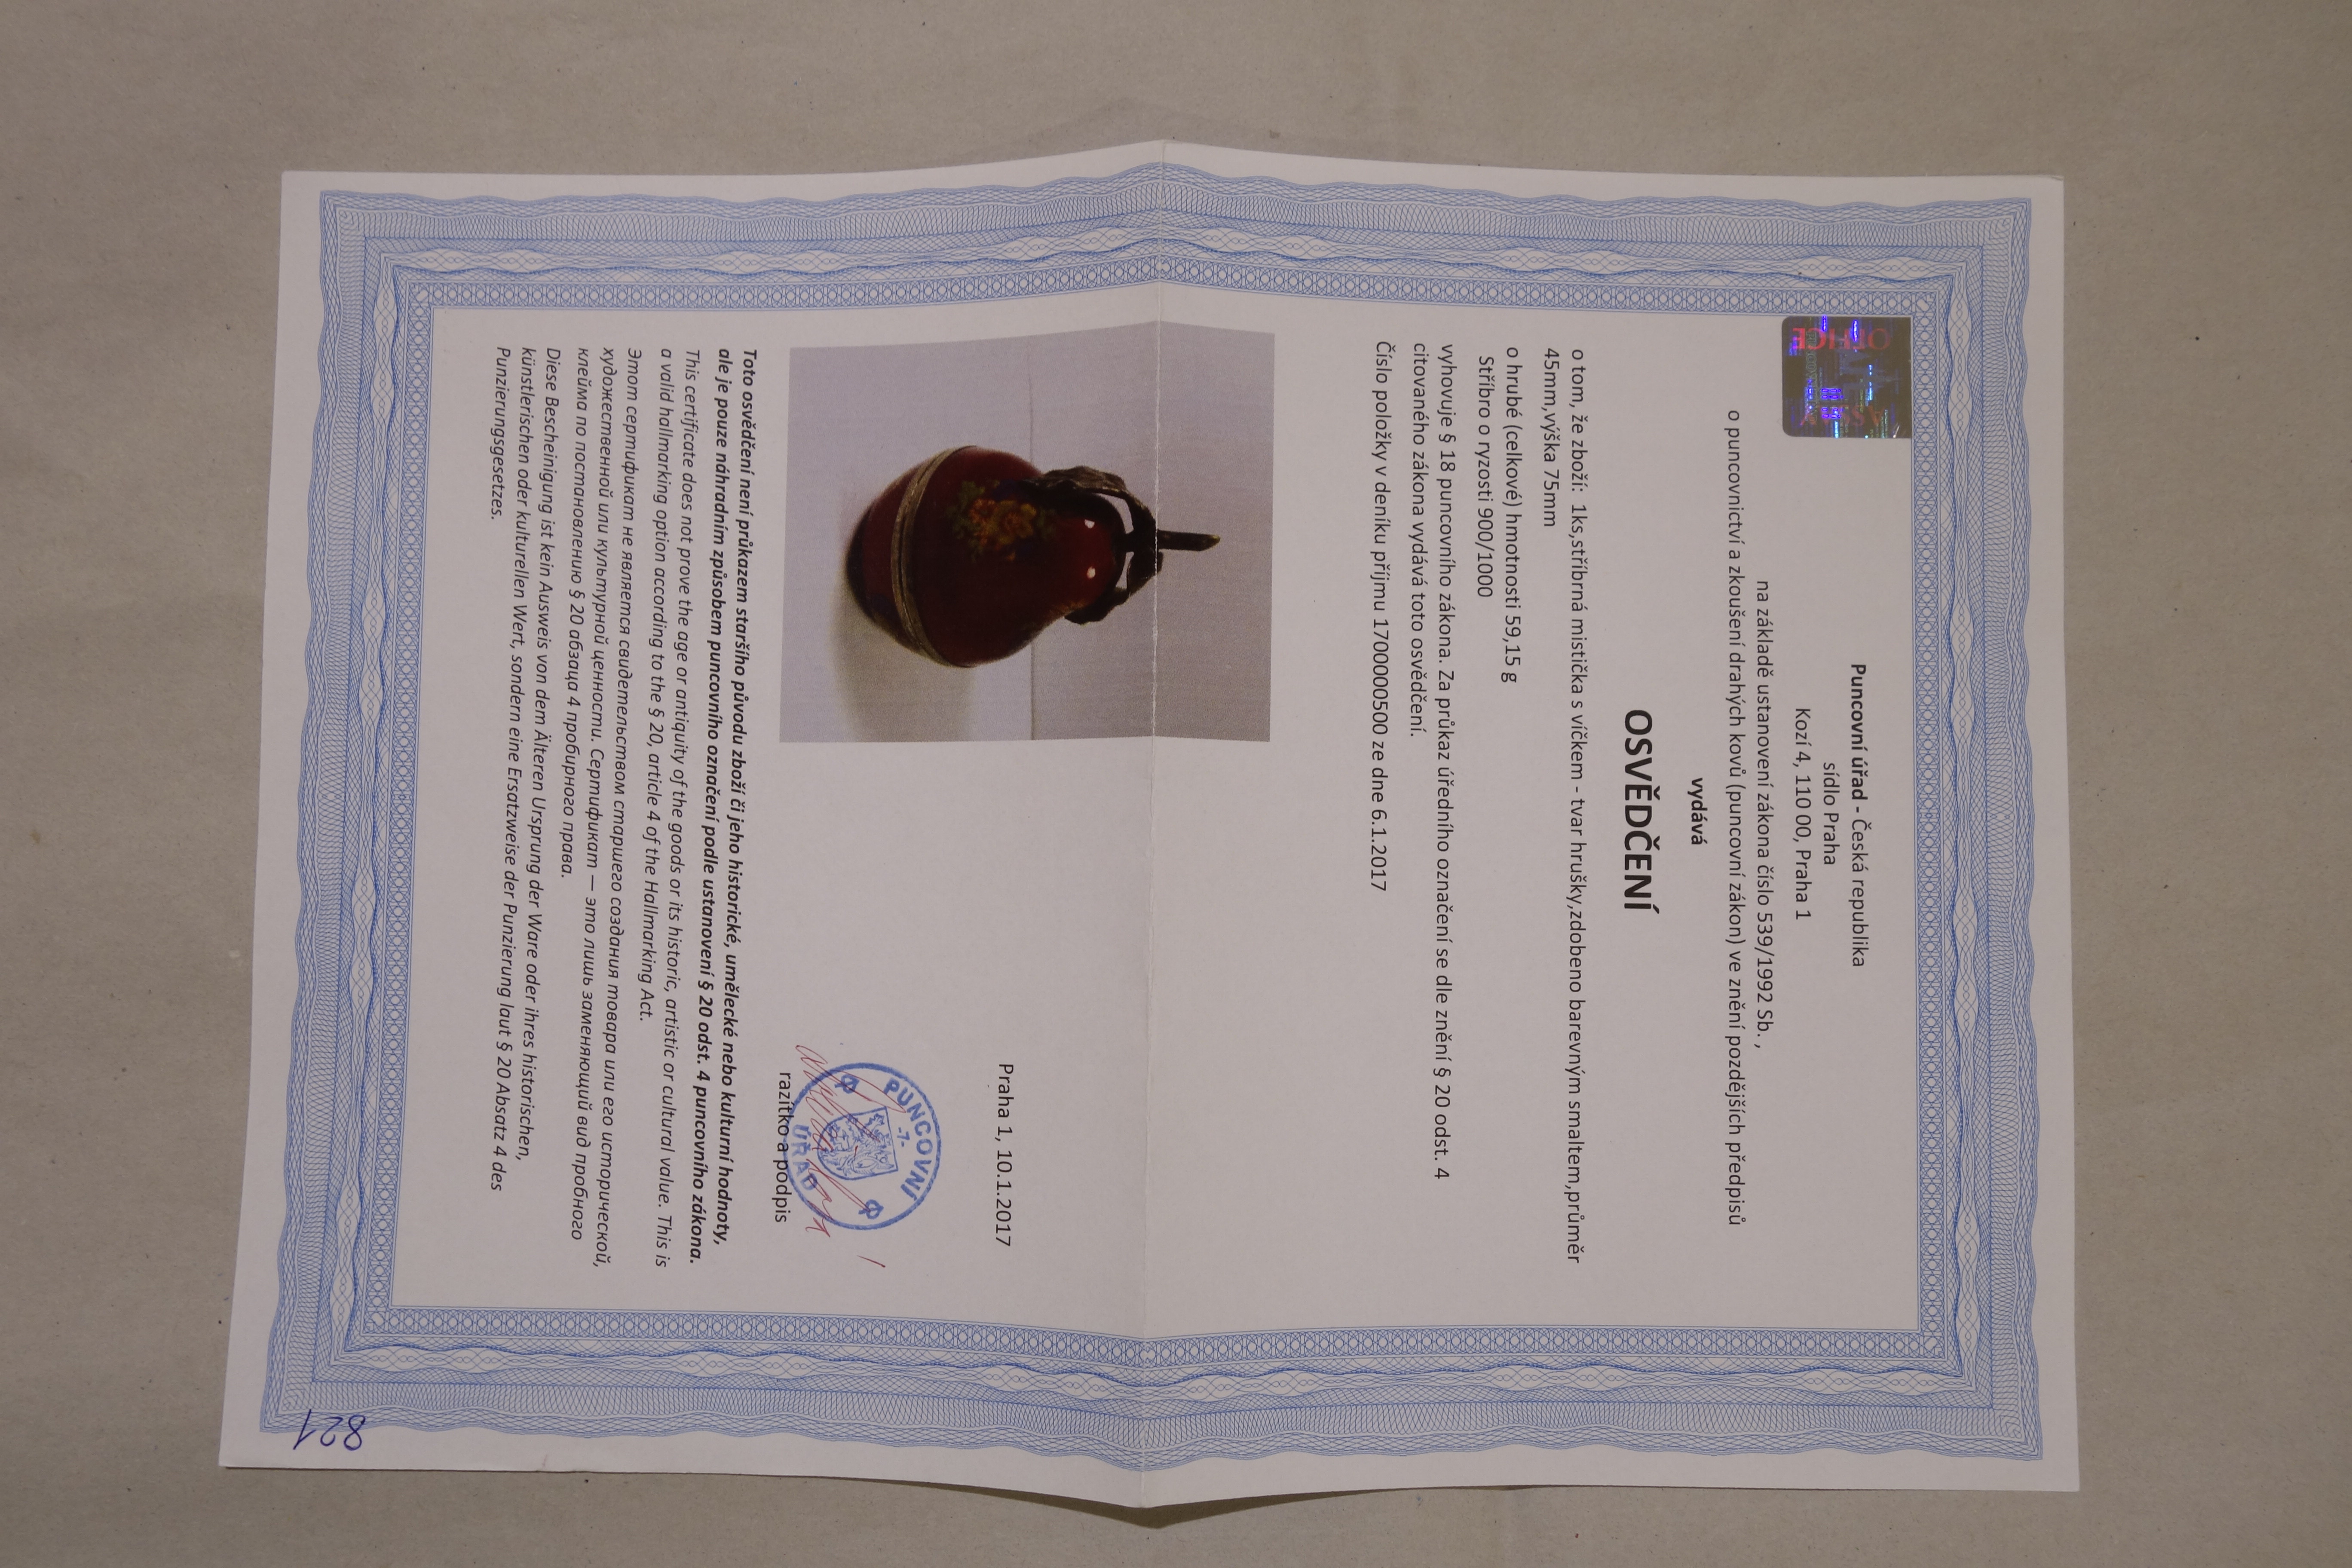 Puncovní úřad - Česká republika
sídlo Praha
Kozí 4, 110 00, Praha 1
na základě ustanovení zákona číslo 539/1992 Sb. ,
o puncovnictví a zkoušení drahých kovů (puncovní zákon) ve znění pozdějších předpisů
vydává
OSVĚDČENÍ
o tom, že zboží: 1ks,stříbrná mistička s víčkem - tvar hrušky,zdobeno barevným smaltem,průměr
45mm,výška 75mm
o hrubé (celkové) hmotnosti 59,15 g
Stříbro o ryzosti 900/1000
vyhovuje § 18 puncovního zákona. Za průkaz úředního označení se dle znění § 20 odst. 4
citovaného zákona vydává toto osvědčení.
Číslo položky v deníku příjmu 1700000500 ze dne 6.1.2017
Praha 1, 10.1.2017
PUNCOVNÍ
-7-
ÚŘAD
razítko a podpis
Toto osvědčení není průkazem staršího původu zboží či jeho historické, umělecké nebo kulturní hodnoty,
ale je pouze náhradním způsobem puncovního označení podle ustanovení § 20 odst. 4 puncovního zákona.
This certificate does not prove the age or antiquity of the goods or its historic, artistic or cultural value. This is
a valid hallmarking option according to the § 20, article 4 of the Hallmarking Act.
Этот сертификат не является свидетельством старшего создания товара или его исторической,
художественной или культурной ценности. Сертификат — это лишь заменяющий вид пробного
клейма по постановлению § 20 абзаца 4 пробирного права.
Diese Bescheinigung ist kein Ausweis von dem Älteren Ursprung der Ware oder ihres historischen,
künstlerischen oder kulturellen Wert, sondern eine Ersatzweise der Punzierung laut § 20 Absatz 4 des
Punzierungsgesetzes.
821